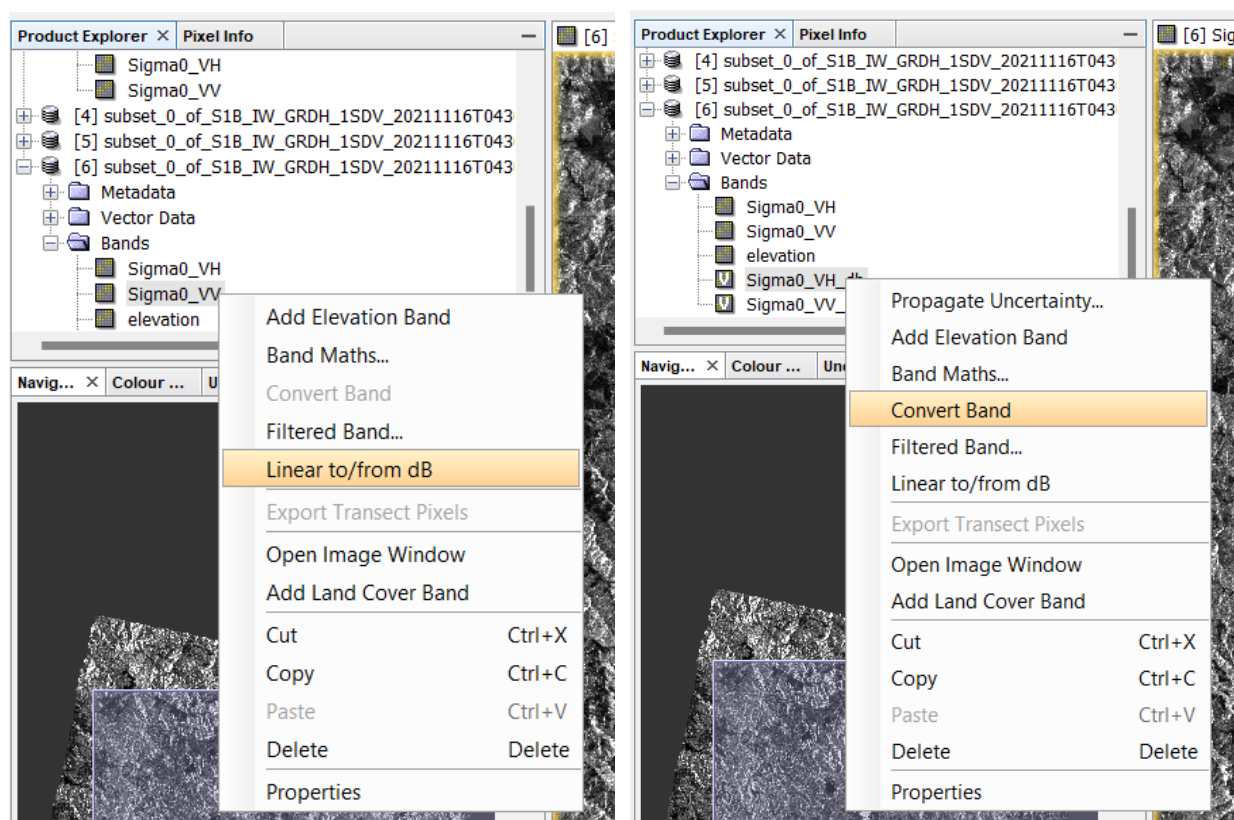 Product Explorer × Pixel Info
[6]
Sigma0_VH
Sigma0_VV
[4] subset_0_of_S1B_IW_GRDH_1SDV_20211116T043
[5] subset_0_of_S1B_IW_GRDH_1SDV_20211116T043
[6] subset_0_of_S1B_IW_GRDH_1SDV_20211116T043
Metadata
Vector Data
Bands
Sigma0_VH
Sigma0_VV
elevation
Add Elevation Band
Band Maths...
Convert Band
Filtered Band...
Linear to/from dB
Export Transect Pixels
Open Image Window
Add Land Cover Band
Cut Ctrl+X
Copy Ctrl+C
Paste Ctrl+V
Delete Delete
Properties
Navig... × Colour ... U
Product Explorer × Pixel Info
[6] Sig
[4] subset_0_of_S1B_IW_GRDH_1SDV_20211116T043
[5] subset_0_of_S1B_IW_GRDH_1SDV_20211116T043
[6] subset_0_of_S1B_IW_GRDH_1SDV_20211116T043
Metadata
Vector Data
Bands
Sigma0_VH
Sigma0_VV
elevation
Sigma0_VH_db
Sigma0_VV_
Propagate Uncertainty...
Add Elevation Band
Band Maths...
Convert Band
Filtered Band...
Linear to/from dB
Export Transect Pixels
Open Image Window
Add Land Cover Band
Cut Ctrl+X
Copy Ctrl+C
Paste Ctrl+V
Delete Delete
Properties
Navig... × Colour ... Un